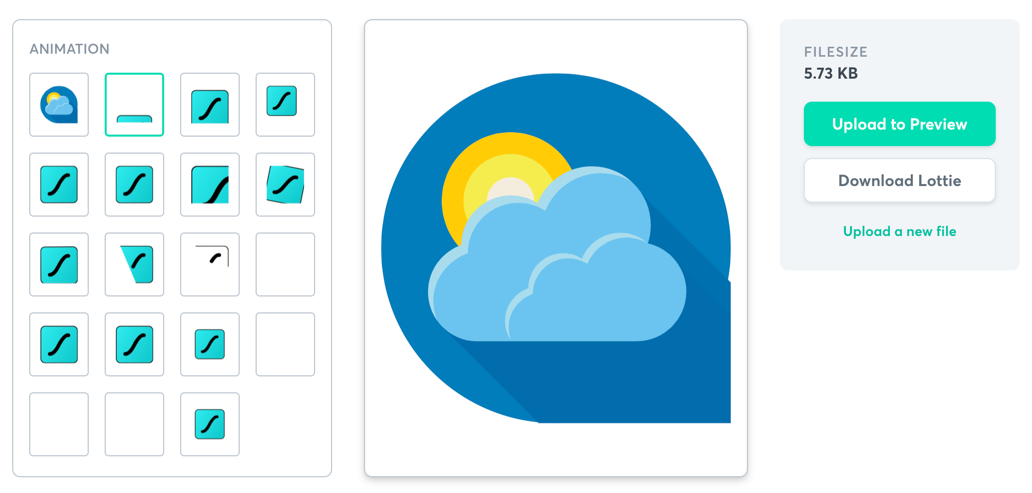 ANIMATION
FILESIZE
5.73 KB
Upload to Preview
Download Lottie
Upload a new file